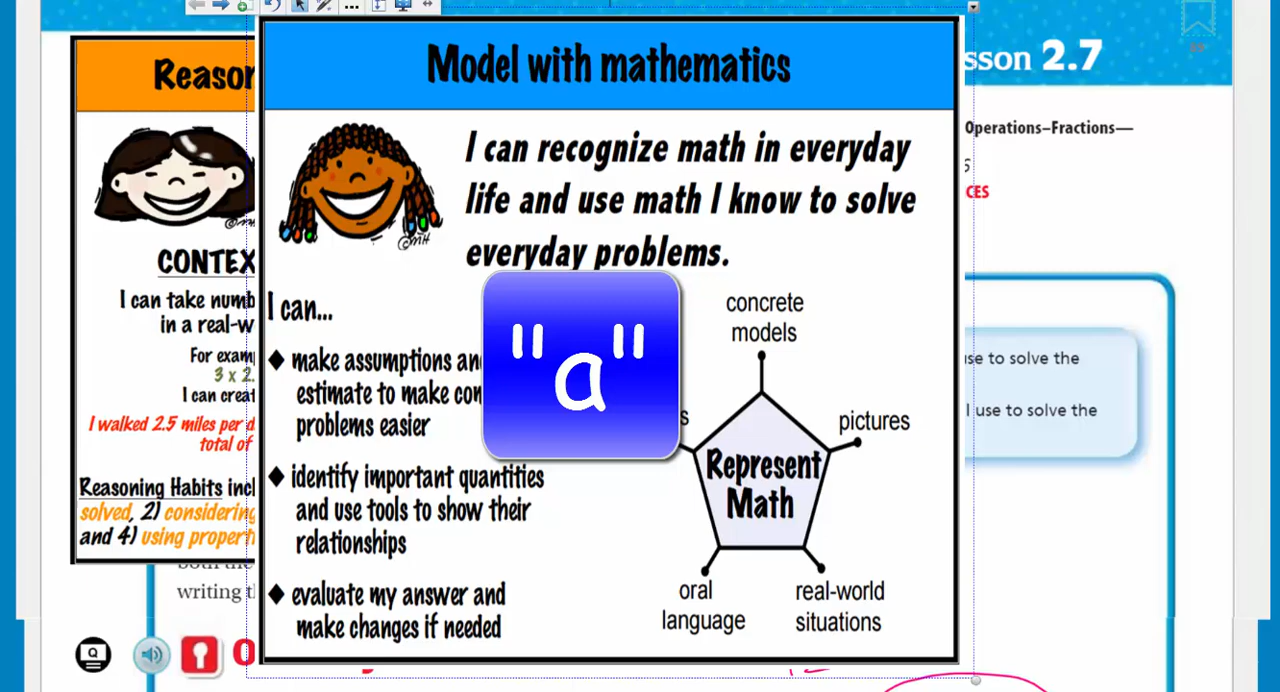 Model with mathematics
sson 2.7
Reason
Operations–Fractions—
CES
I can recognize math in everyday
life and use math I know to solve
everyday problems.
©MH
CONTEX
I can take numb
in a real-w
For examp
3 x 2.
I can creat
I walked 2.5 miles per d
total of
Reasoning Habits incl
solved, 2) considering
and 4) using propert
I can...
♦ make assumptions an
estimate to make con
problems easier
♦ identify important quantities
and use tools to show their
relationships
♦ evaluate my answer and
make changes if needed
"a"
concrete
models
s
pictures
Represent
Math
oral
language
real-world
situations
use to solve the
I use to solve the
both the
writing t
Q